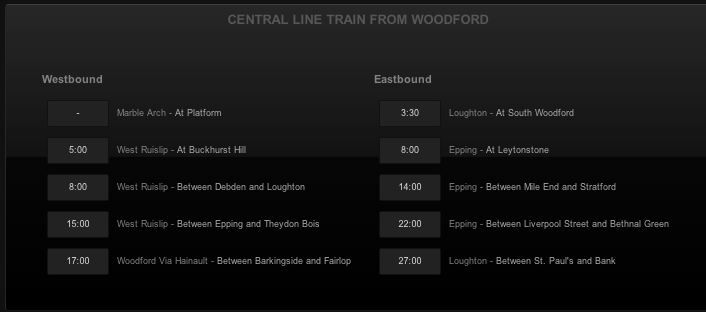 CENTRAL LINE TRAIN FROM WOODFORD
Westbound
- Marble Arch - At Platform
5:00 West Ruislip - At Buckhurst Hill
8:00 West Ruislip - Between Debden and Loughton
15:00 West Ruislip - Between Epping and Theydon Bois
17:00 Woodford Via Hainault - Between Barkingside and Fairlop
Eastbound
3:30 Loughton - At South Woodford
8:00 Epping - At Leytonstone
14:00 Epping - Between Mile End and Stratford
22:00 Epping - Between Liverpool Street and Bethnal Green
27:00 Loughton - Between St. Paul's and Bank